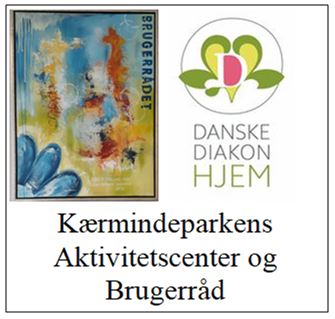 BRUGERRÅDET
D
DANSKE
DIAKON
HJEM
Kærmindeparkens
Aktivitetscenter og
Brugerråd